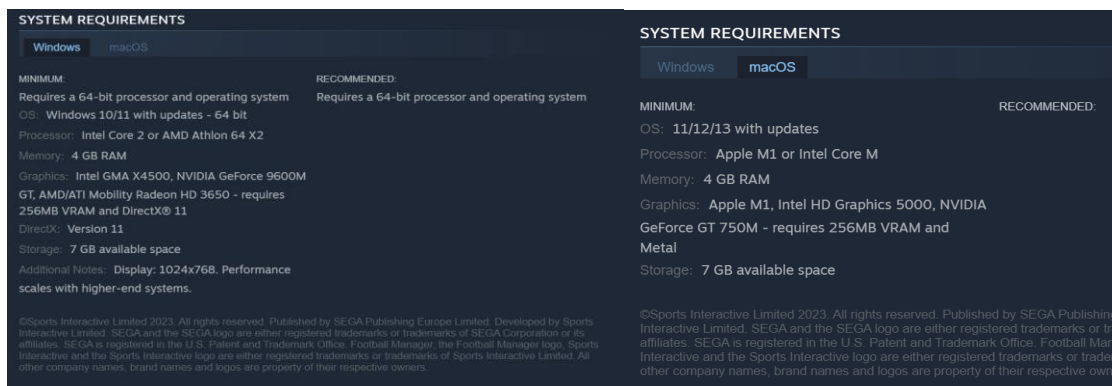 SYSTEM REQUIREMENTS
Windows macOS
MINIMUM: RECOMMENDED:
Requires a 64-bit processor and operating system Requires a 64-bit processor and operating system
OS: Windows 10/11 with updates - 64 bit
Processor: Intel Core 2 or AMD Athlon 64 X2
Memory: 4 GB RAM
Graphics: Intel GMA X4500, NVIDIA GeForce 9600M
GT, AMD/ATI Mobility Radeon HD 3650 - requires
256MB VRAM and DirectX® 11
DirectX: Version 11
Storage: 7 GB available space
Additional Notes: Display: 1024x768. Performance
scales with higher-end systems.
©Sports Interactive Limited 2023. All rights reserved. Published by SEGA Publishing Europe Limited. Developed by Sports
Interactive Limited. SEGA and the SEGA logo are either registered trademarks or trademarks of SEGA Corporation or its
affiliates. SEGA is registered in the U.S. Patent and Trademark Office. Football Manager, the Football Manager logo, Sports
Interactive and the Sports Interactive logo are either registered trademarks or trademarks of Sports Interactive Limited. All
other company names, brand names and logos are property of their respective owners.
SYSTEM REQUIREMENTS
Windows macOS
MINIMUM: RECOMMENDED:
OS: 11/12/13 with updates
Processor: Apple M1 or Intel Core M
Memory: 4 GB RAM
Graphics: Apple M1, Intel HD Graphics 5000, NVIDIA
GeForce GT 750M - requires 256MB VRAM and
Metal
Storage: 7 GB available space
©Sports Interactive Limited 2023. All rights reserved. Published by SEGA Publishing
Interactive Limited. SEGA and the SEGA logo are either registered trademarks or tr
affiliates. SEGA is registered in the U.S. Patent and Trademark Office. Football Mar
Interactive and the Sports Interactive logo are either registered trademarks or trade
other company names, brand names and logos are property of their respective own